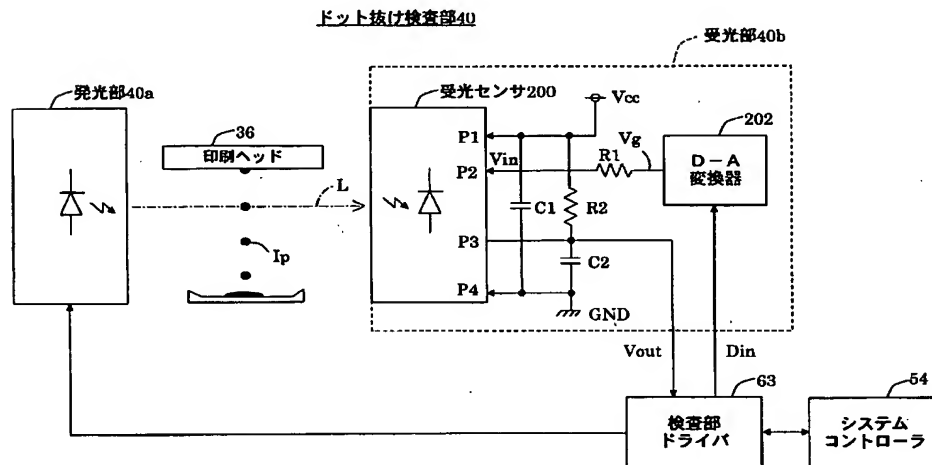 ドット抜け検査部40
受光部40b
発光部40a
受光センサ200
Vcc
36
印刷ヘッド
202
P1
Vg
D－A
変換器
Vin
R1
P2
L
C1
R2
P3
Ip
C2
P4
GND
Vout
Din
63
54
検査部
ドライバ
システム
コントローラ